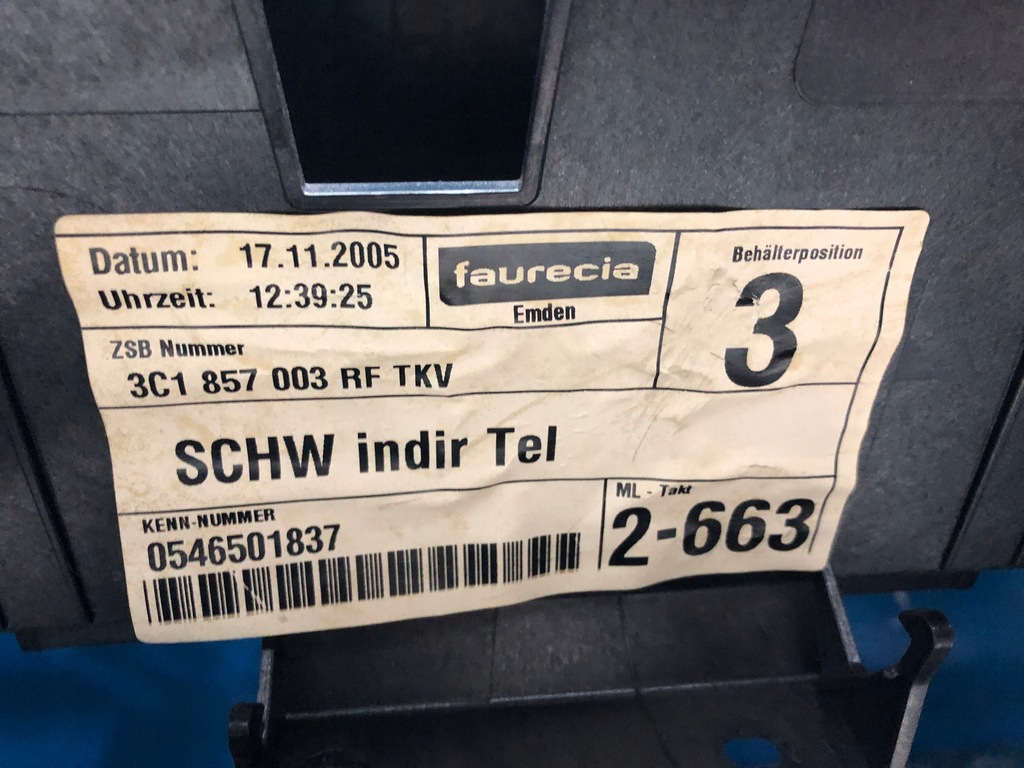 Datum: 17.11.2005
Uhrzeit: 12:39:25
faurecia
Emden
Behälterposition
3
ZSB Nummer
3C1 857 003 RF TKV
SCHW indir Tel
KENN-NUMMER
0546501837
ML - Takt
2-663